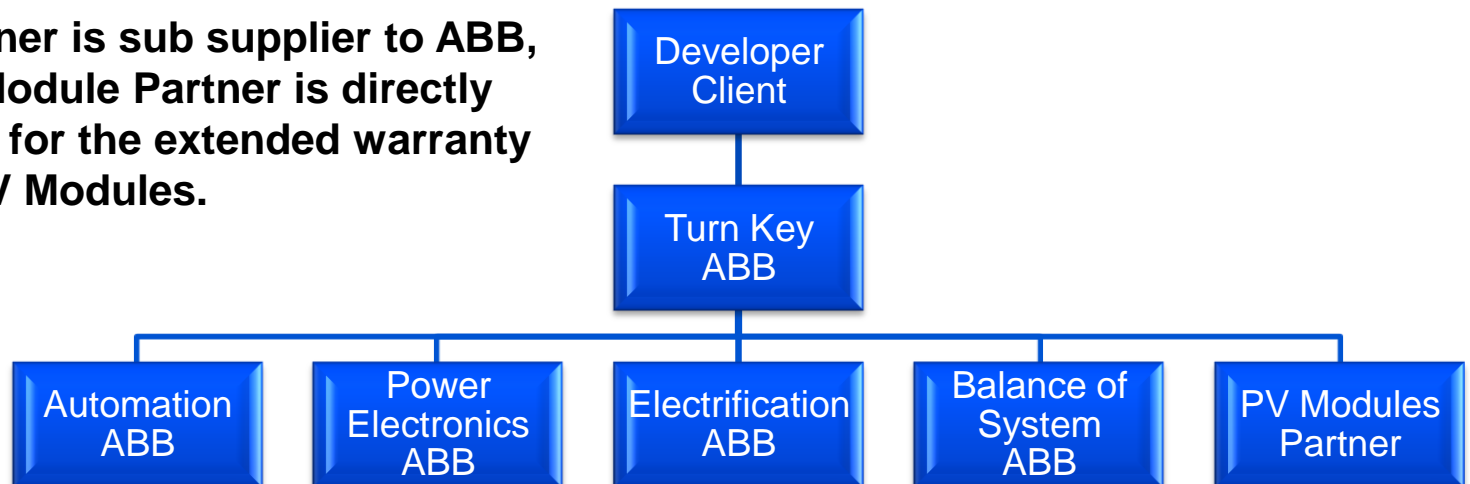 ner is sub supplier to ABB,
Module Partner is directly
for the extended warranty
V Modules.
Developer
Client
Turn Key
ABB
Automation
ABB
Power
Electronics
ABB
Electrification
ABB
Balance of
System
ABB
PV Modules
Partner